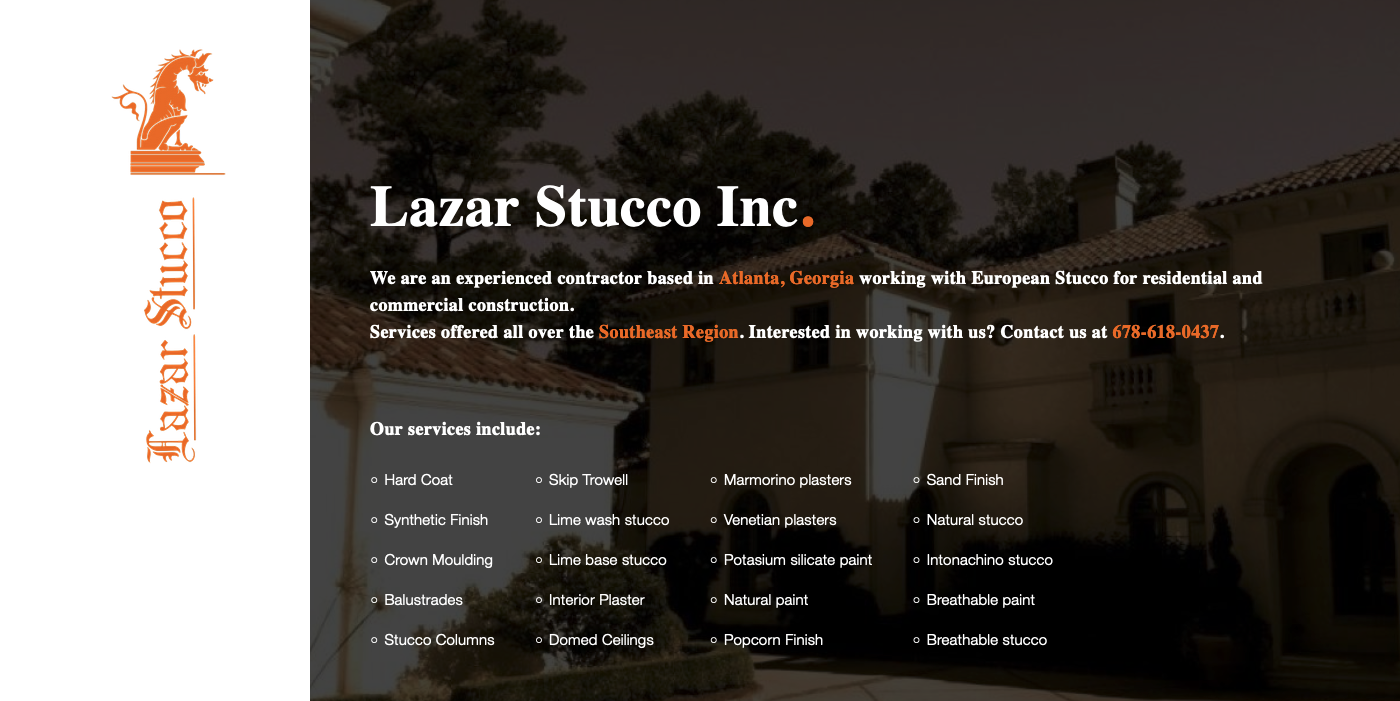 Lazar Stucco
Lazar Stucco Inc.
We are an experienced contractor based in Atlanta, Georgia working with European Stucco for residential and
commercial construction.
Services offered all over the Southeast Region. Interested in working with us? Contact us at 678-618-0437.
Our services include:
Hard Coat
Synthetic Finish
Crown Moulding
Balustrades
Stucco Columns
Skip Trowell
Lime wash stucco
Lime base stucco
Interior Plaster
Domed Ceilings
Marmorino plasters
Venetian plasters
Potasium silicate paint
Natural paint
Popcorn Finish
Sand Finish
Natural stucco
Intonachino stucco
Breathable paint
Breathable stucco